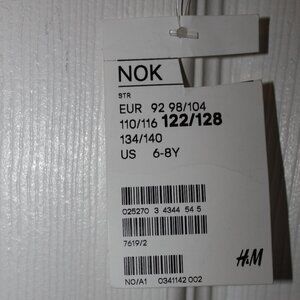 NOK
STR
EUR 92 98/104
110/116 122/128
134/140
US 6-8Y
025270 3 4344 54 5
7619/2
H&M
NO/A1 0341142 002